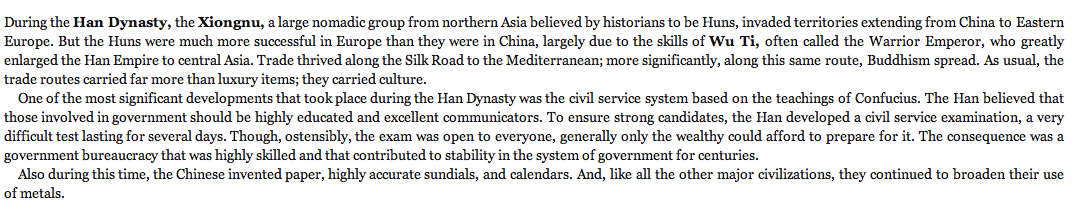 During the Han Dynasty, the Xiongnu, a large nomadic group from northern Asia believed by historians to be Huns, invaded territories extending from China to Eastern
Europe. But the Huns were much more successful in Europe than they were in China, largely due to the skills of Wu Ti, often called the Warrior Emperor, who greatly
enlarged the Han Empire to central Asia. Trade thrived along the Silk Road to the Mediterranean; more significantly, along this same route, Buddhism spread. As usual, the
trade routes carried far more than luxury items; they carried culture.
One of the most significant developments that took place during the Han Dynasty was the civil service system based on the teachings of Confucius. The Han believed that
those involved in government should be highly educated and excellent communicators. To ensure strong candidates, the Han developed a civil service examination, a very
difficult test lasting for several days. Though, ostensibly, the exam was open to everyone, generally only the wealthy could afford to prepare for it. The consequence was a
government bureaucracy that was highly skilled and that contributed to stability in the system of government for centuries.
Also during this time, the Chinese invented paper, highly accurate sundials, and calendars. And, like all the other major civilizations, they continued to broaden their use
of metals.